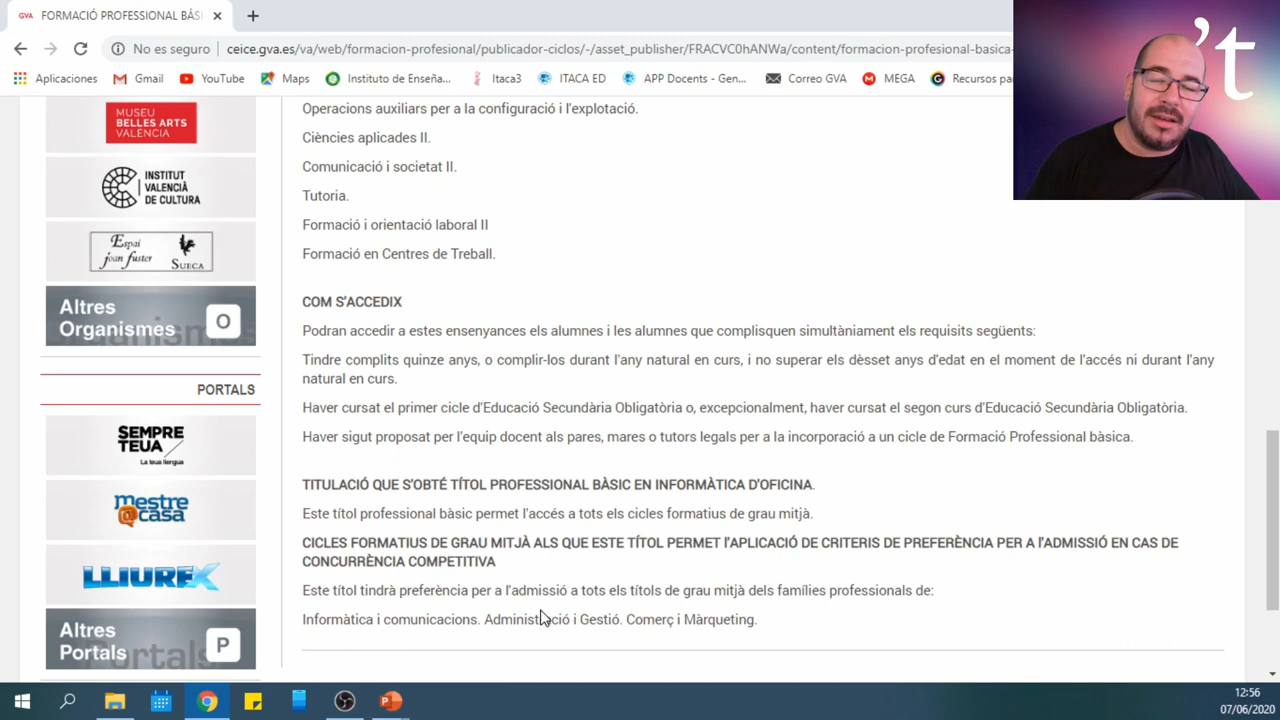 GVA FORMACIÓ PROFESSIONAL BÁSI
No es seguro | ceice.gva.es/va/web/formacion-profesional/publicador-ciclos/-/asset_publisher/FRACVC0hANWa/content/formacion-profesional-basica-
Aplicaciones Gmail YouTube Maps Instituto de Enseña... Itaca3 ITACA ED APP Docents - Gen... Correo GVA MEGA Recursos pa
't
MUSEU
BELLES ARTS
VALÈNCIA
INSTITUT
VALENCIÀ
DE CULTURA
Espai
joan fuster SUECA
Altres
Organismes O
PORTALS
SEMPRE
TEUA
La teua llengua
mestre
@casa
LLIUREX
Altres
Portals P
Operacions auxiliars per a la configuració i l'explotació.
Ciències aplicades II.
Comunicació i societat II.
Tutoria.
Formació i orientació laboral II
Formació en Centres de Treball.
COM S'ACCEDIX
Podran accedir a estes ensenyances els alumnes i les alumnes que complisquen simultàniament els requisits següents:
Tindre complits quinze anys, o complir-los durant l'any natural en curs, i no superar els dèsset anys d'edat en el moment de l'accés ni durant l'any
natural en curs.
Haver cursat el primer cicle d'Educació Secundària Obligatòria o, excepcionalment, haver cursat el segon curs d'Educació Secundària Obligatòria.
Haver sigut proposat per l'equip docent als pares, mares o tutors legals per a la incorporació a un cicle de Formació Professional bàsica.
TITULACIÓ QUE S'OBTÉ TÍTOL PROFESSIONAL BÀSIC EN INFORMÀTICA D'OFICINA.
Este títol professional bàsic permet l'accés a tots els cicles formatius de grau mitjà.
CICLES FORMATIUS DE GRAU MITJÀ ALS QUE ESTE TÍTOL PERMET l'APLICACIÓ DE CRITERIS DE PREFERÈNCIA PER A l'ADMISSIÓ EN CAS DE
CONCURRÈNCIA COMPETITIVA
Este títol tindrà preferència per a l'admissió a tots els títols de grau mitjà dels famílies professionals de:
Informàtica i comunicacions. Administració i Gestió. Comerç i Màrqueting.
12:56
07/06/2020